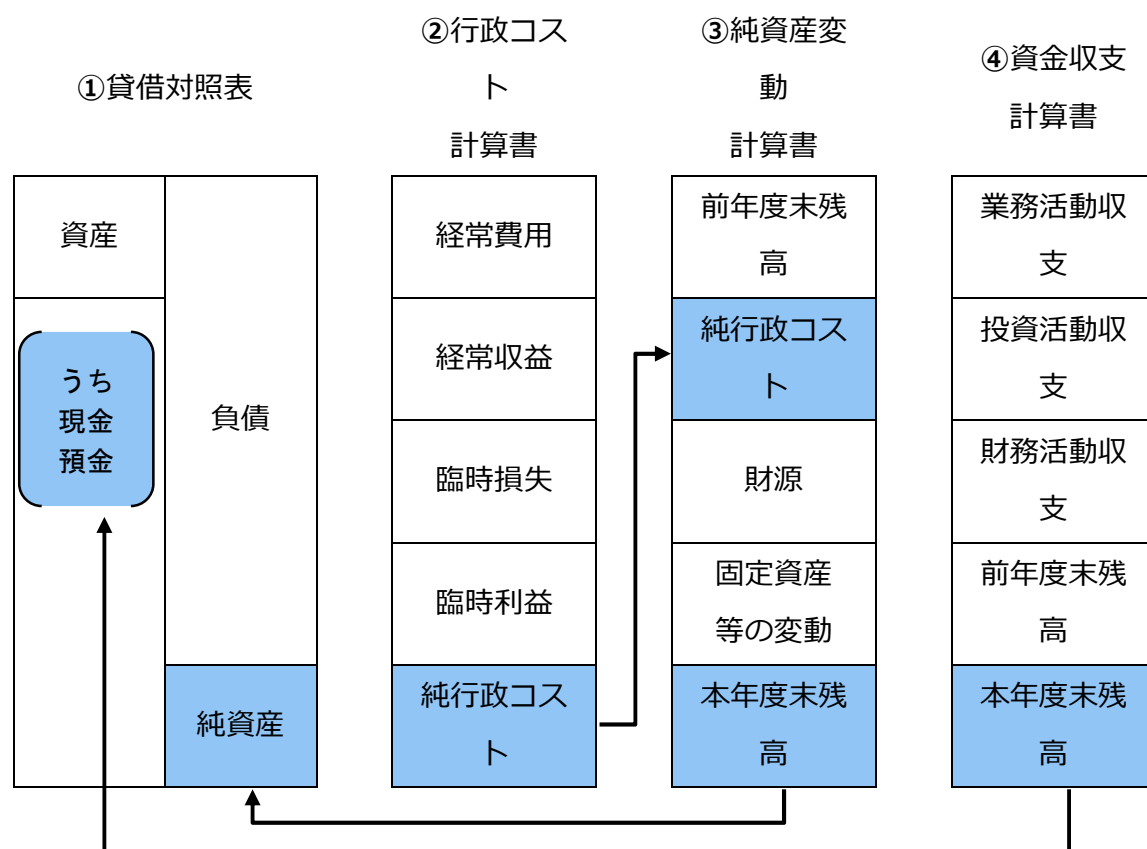 ①貸借対照表
②行政コス
ト
計算書
③純資産変
動
計算書
④資金収支
計算書
資産
うち
現金
預金
負債
純資産
経常費用
経常収益
臨時損失
臨時利益
純行政コス
ト
前年度末残
高
純行政コス
ト
財源
固定資産
等の変動
本年度末残
高
業務活動収
支
投資活動収
支
財務活動収
支
前年度末残
高
本年度末残
高